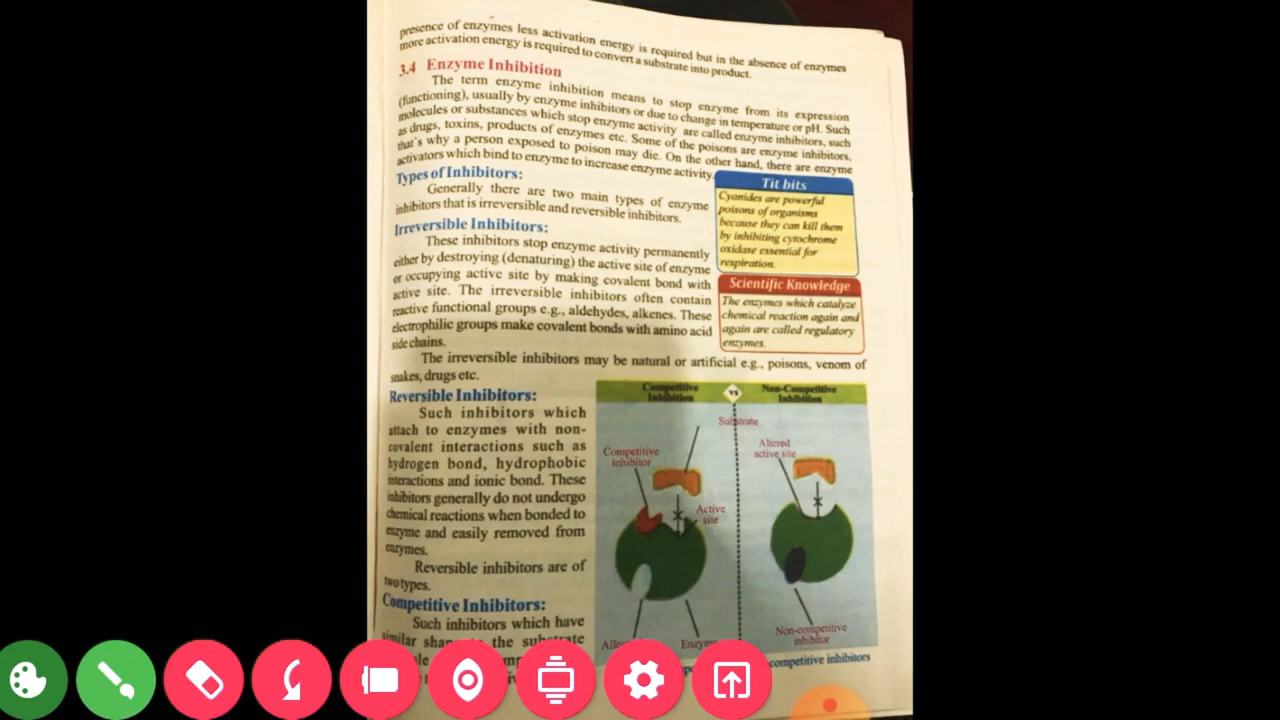 presence of enzymes less activation energy is required but in the absence of enzymes
more activation energy is required to convert a substrate into product.
3.4 Enzyme Inhibition
The term enzyme inhibition means to stop enzyme from its expression
(functioning), usually by enzyme inhibitors or due to change in temperature or pH. Such
molecules or substances which stop enzyme activity are called enzyme inhibitors, such
as drugs, toxins, products of enzymes etc. Some of the poisons are enzyme inhibitors,
that's why a person exposed to poison may die. On the other hand, there are enzyme
activators which bind to enzyme to increase enzyme activity.
Types of Inhibitors:
Generally there are two main types of enzyme
inhibitors that is irreversible and reversible inhibitors.
Irreversible Inhibitors:
These inhibitors stop enzyme activity permanently
either by destroying (denaturing) the active site of enzyme
or occupying active site by making covalent bond with
active site. The irreversible inhibitors often contain
reactive functional groups e.g., aldehydes, alkenes. These
electrophilic groups make covalent bonds with amino acid
side chains.
Tit bits
Cyanides are powerful
poisons of organisms
because they can kill them
by inhibiting cytochrome
oxidase essential for
respiration.
Scientific Knowledge
The enzymes which catalyze
chemical reaction again and
again are called regulatory
enzymes.
The irreversible inhibitors may be natural or artificial e.g., poisons, venom of
snakes, drugs etc.
Reversible Inhibitors:
Such inhibitors which
attach to enzymes with non-
covalent interactions such as
hydrogen bond, hydrophobic
interactions and ionic bond. These
inhibitors generally do not undergo
chemical reactions when bonded to
enzyme and easily removed from
enzymes.
Reversible inhibitors are of
two types.
Competitive Inhibitors:
Such inhibitors which have
similar the substrate
Competitive
Inhibition
vs
Non-Competitive
Inhibition
Substrate
Competitive
inhibitor
Altered
active site
Active
site
Enzyme
Non-competitive
inhibitor
competitive inhibitors